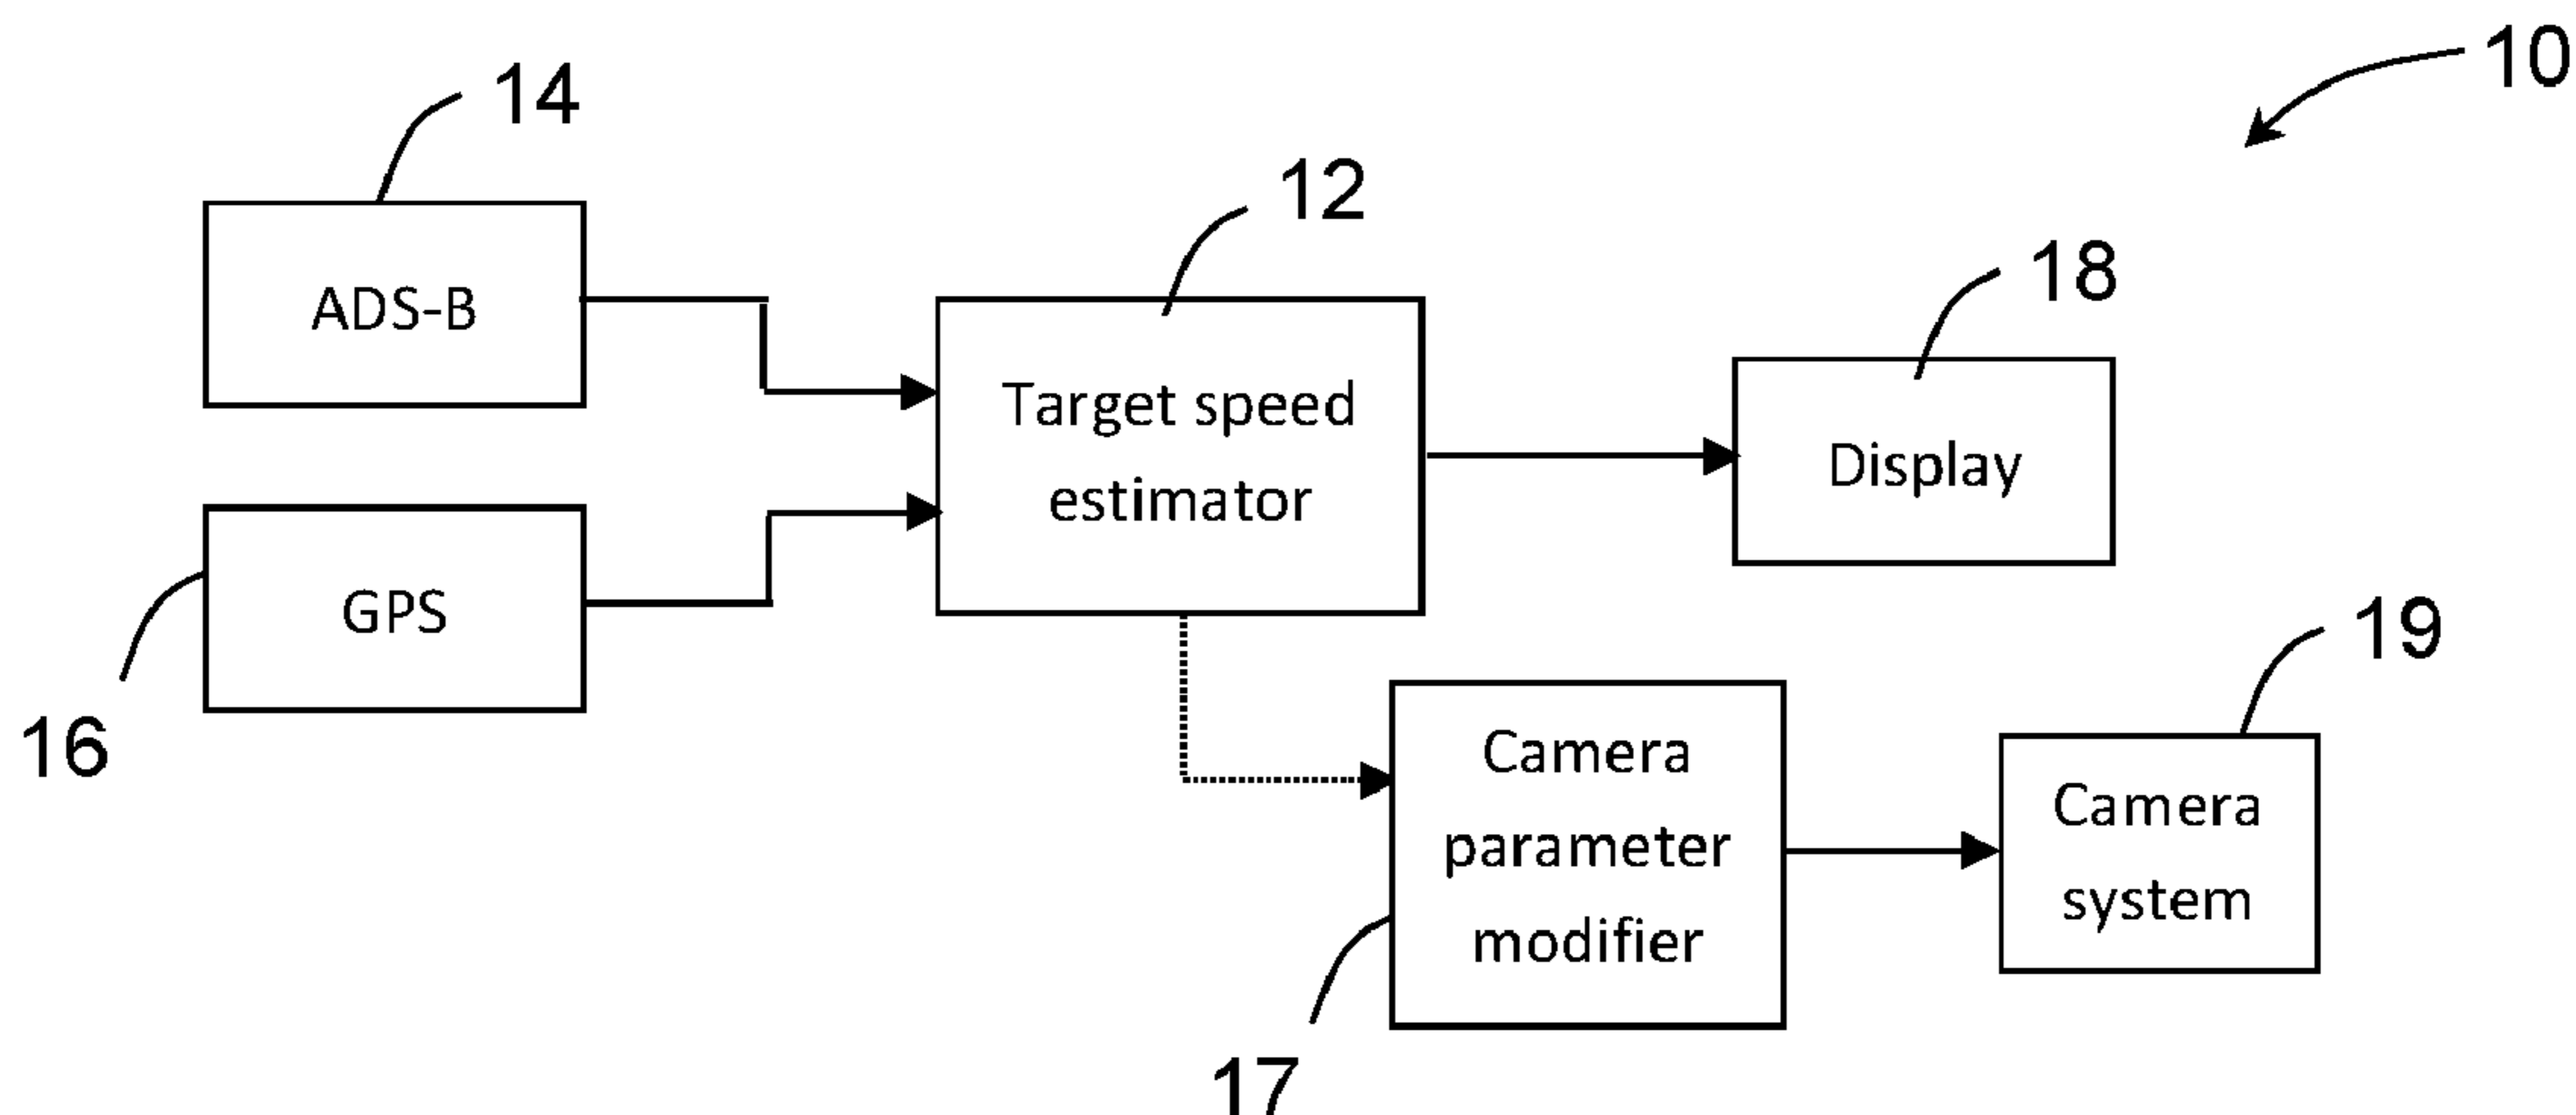 10
14
12
ADS-B
18
Target speed
estimator
Display
GPS
16
19
Camera
parameter
modifier
Camera
system
17